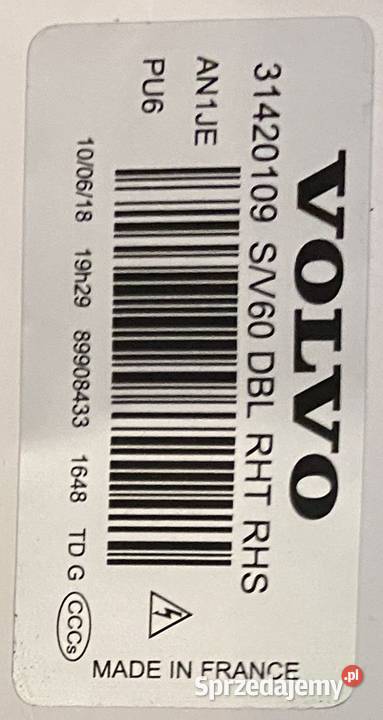 VOLVO
31420109 S/V60 DBL RHT RHS
AN1JE
PU6
10/06/18 19h29 89908433 1648 TD G CCCs
MADE IN FRANCE
Sprzedajemy.pl